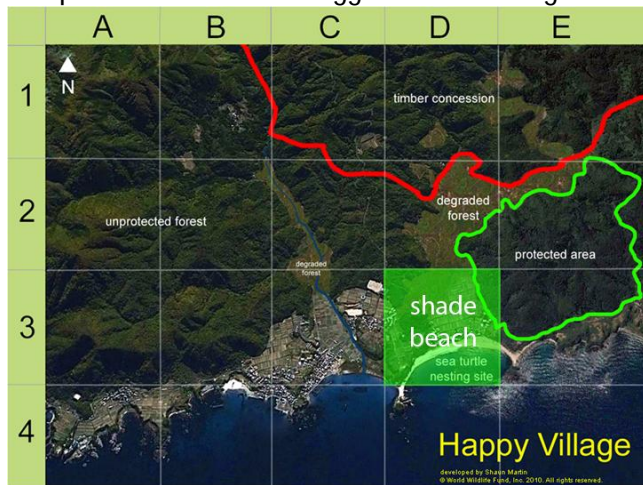 A B C D E
1
N
timber concession
2
unprotected forest
degraded
forest
degraded
forest
protected area
3
shade
beach
sea turtle
nesting site
4
Happy Village
developed by Shaun Martin
© World Wildlife Fund, Inc. 2010. All rights reserved.